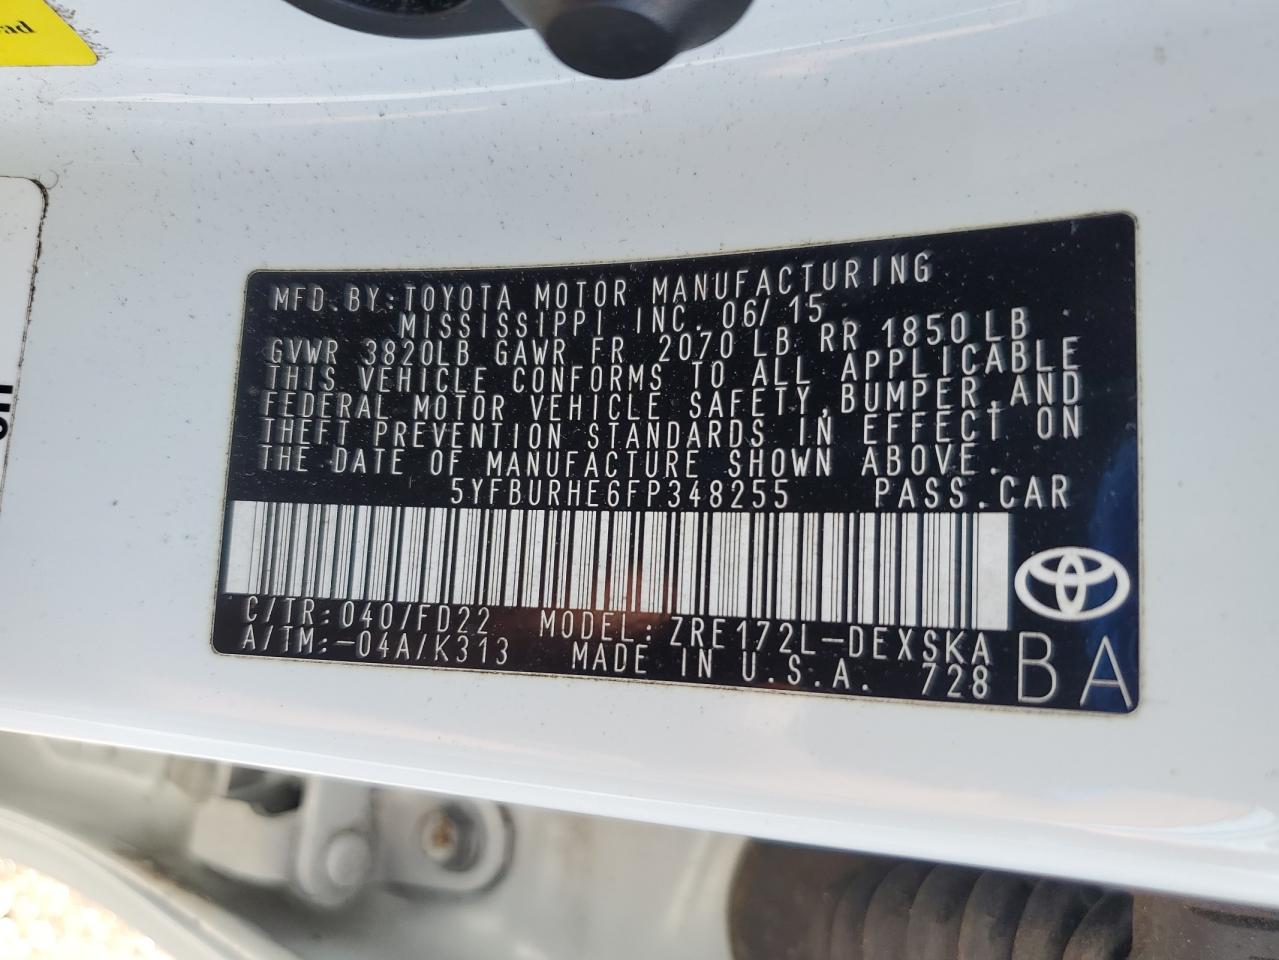 ad
MFD.BY:TOYOTA MOTOR MANUFACTURING
MISSISSIPPI INC. 06/15
GVWR 3820LB GAWR FR 2070LB RR 1850LB
THIS VEHICLE CONFORMS TO ALL APPLICABLE
FEDERAL MOTOR VEHICLE SAFETY,BUMPER,AND
THEFT PREVENTION STANDARDS IN EFFECT ON
THE DATE OF MANUFACTURE SHOWN ABOVE.
5YFBURHE6FP348255 PASS.CAR
C/TR:040/FD22 MODEL:ZRE172L-DEXSKA
A/TM:-04A/K313 MADE IN U.S.A. 728
BA